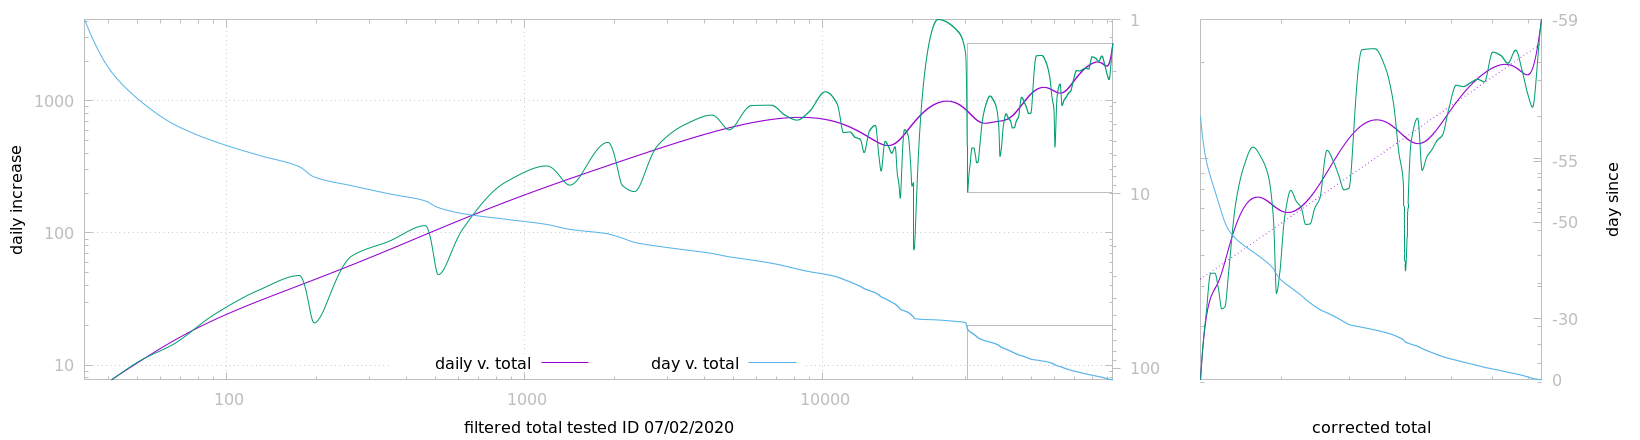 1000
100
10
daily increase
100
1000
10000
filtered total tested ID 07/02/2020
daily v. total
day v. total
1
10
100
-59
-55
-50
-30
0
day since
corrected total